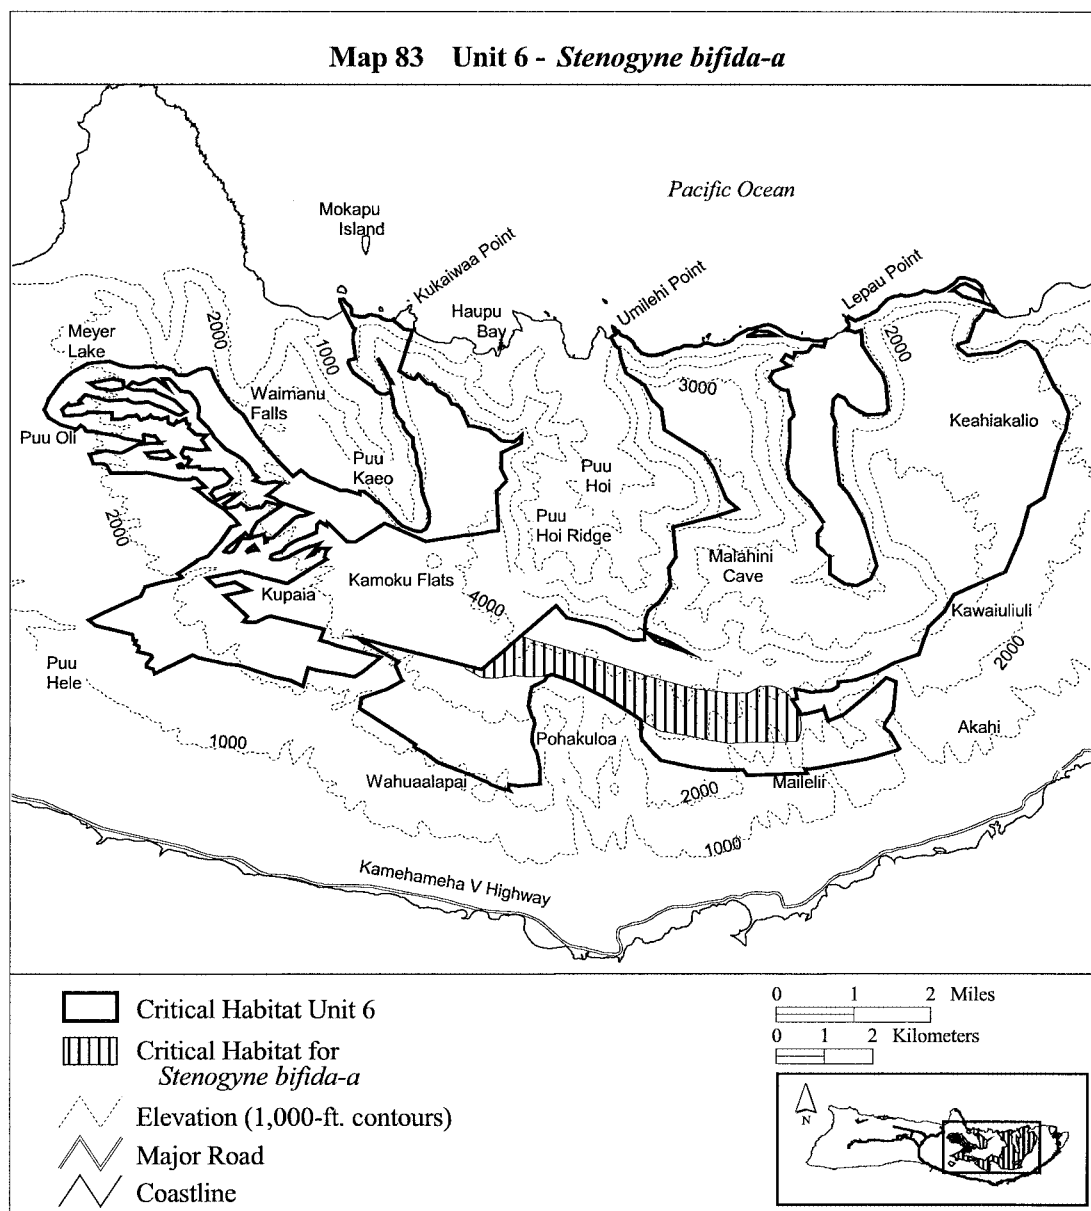 Map 83 Unit 6 - Stenogyne bifida-a
Pacific Ocean
Mokapu
Island
Kukaiwaa Point
Haupu
Bay
Umilehi Point
Lepau Point
Meyer
Lake
2000
1000
Waimanu
Falls
3000
2000
Keahiakalio
Puu Oli
Puu
Kaeo
Puu
Hoi
Puu
Hoi Ridge
2000
Malahini
Cave
Kamoku Flats
Kupaia
4000
Kawaiuliuli
Puu
Hele
2000
1000
Pohakuloa
Akahi
Wahuaalapai
2000
Mailelii
1000
Kamehameha V Highway
Critical Habitat Unit 6
Critical Habitat for
Stenogyne bifida-a
Elevation (1,000-ft. contours)
Major Road
Coastline
0 1 2 Miles
0 1 2 Kilometers
N